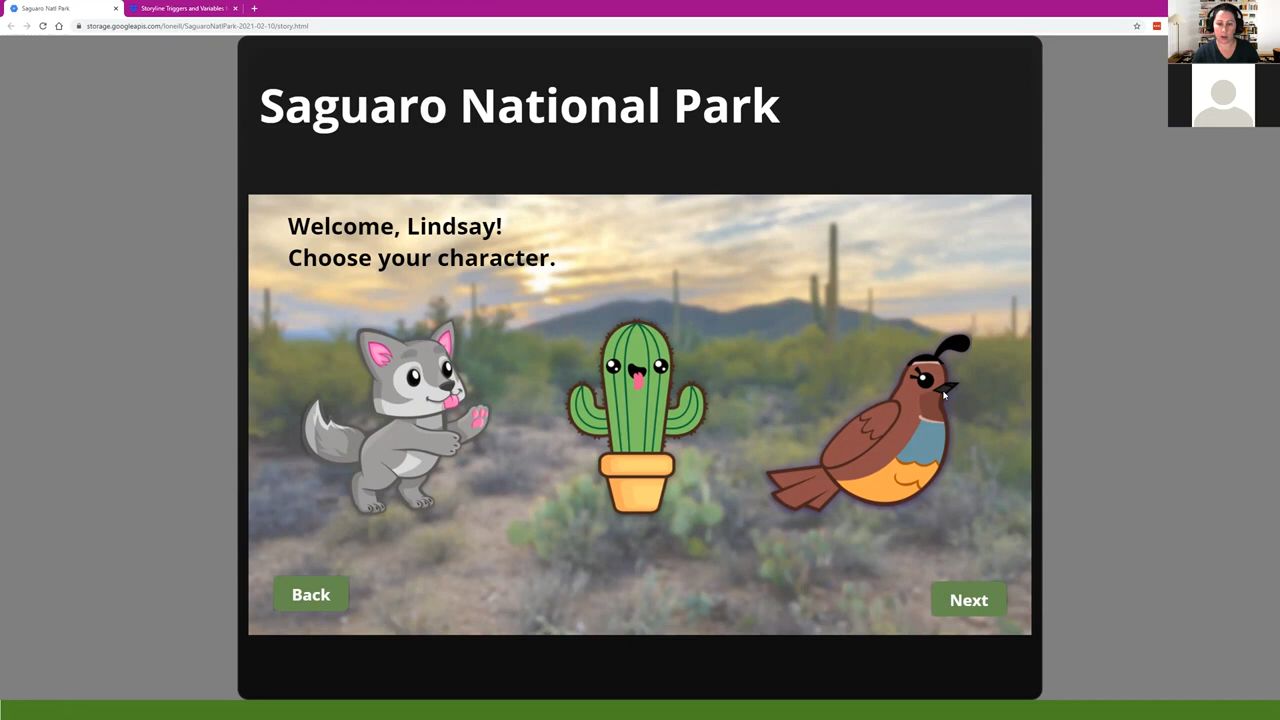 Saguaro Natl Park
Storyline Triggers and Variables
storage.googleapis.com/loneill/SaguaroNatlPark-2021-02-10/story.html
Saguaro National Park
Welcome, Lindsay!
Choose your character.
Back
Next